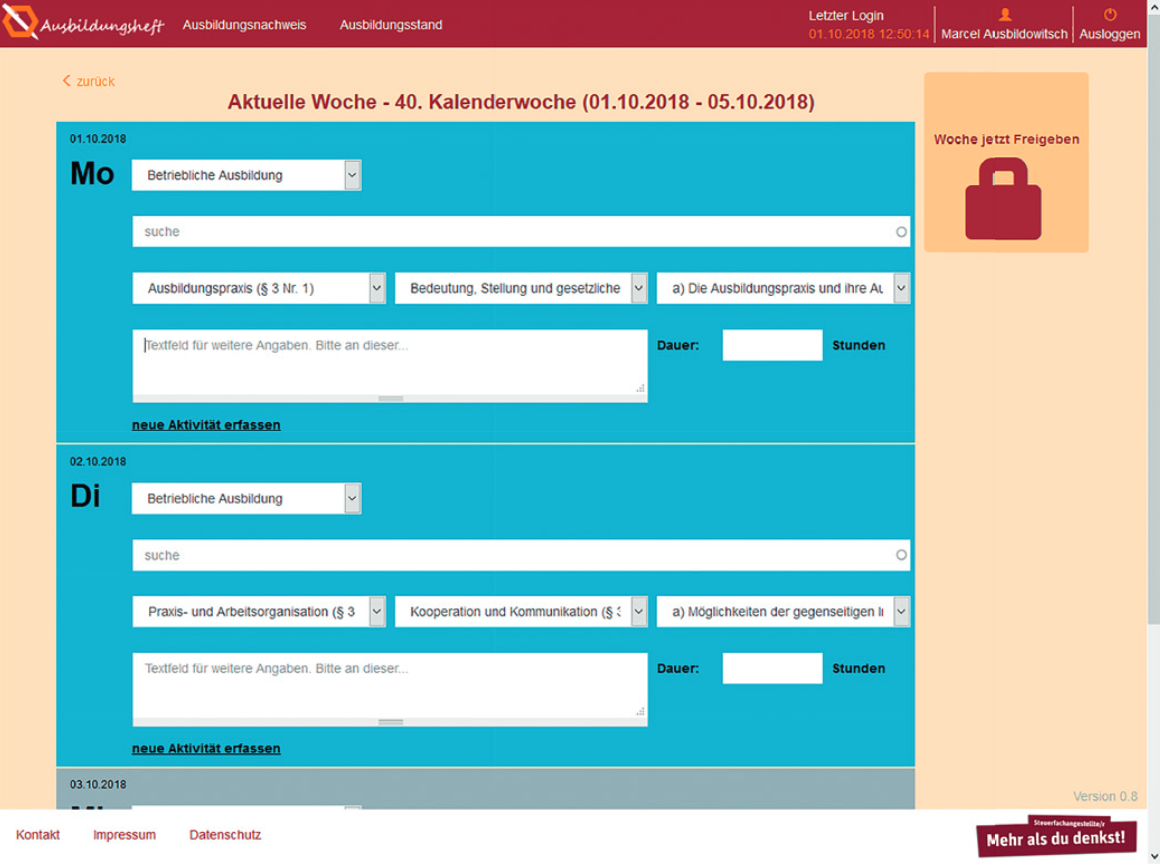 Ausbildungsheft Ausbildungsnachweis Ausbildungsstand
Letzter Login
01.10.2018 12:50:14
Marcel Ausbildowitsch
Ausloggen
zurück
Aktuelle Woche - 40. Kalenderwoche (01.10.2018 - 05.10.2018)
Woche jetzt Freigeben
01.10.2018
Mo
Betriebliche Ausbildung
suche
Ausbildungspraxis (§ 3 Nr. 1) Bedeutung, Stellung und gesetzliche a) Die Ausbildungspraxis und ihre Au
Textfeld für weitere Angaben. Bitte an dieser...
Dauer: Stunden
neue Aktivität erfassen
02.10.2018
Di
Betriebliche Ausbildung
suche
Praxis- und Arbeitsorganisation (§ 3 Kooperation und Kommunikation (§ a) Möglichkeiten der gegenseitigen
Textfeld für weitere Angaben. Bitte an dieser...
Dauer: Stunden
neue Aktivität erfassen
03.10.2018
Version 0.8
Kontakt Impressum Datenschutz
Steuerfachangestellte/r
Mehr als du denkst!